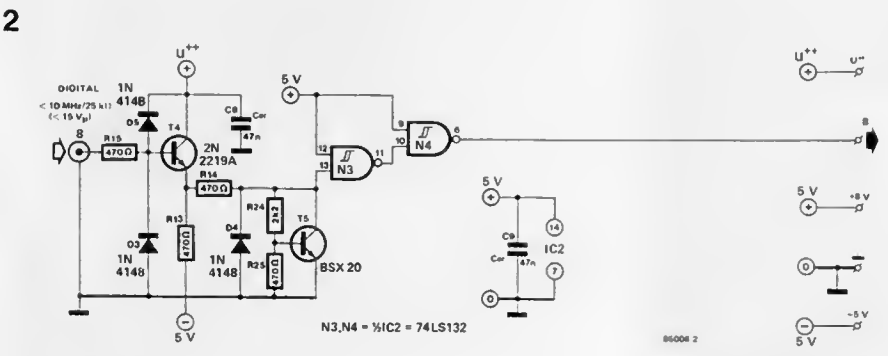 2
u++
DIGITAL
< 10 MHz/25 kΩ
(< 15 Vp)
8
1N
4148
D5
T4
2N
2219A
C8
Cer
47n
R15
470Ω
R14
470Ω
R13
470Ω
D3
1N
4148
D4
1N
4148
R24
2k2
R25
470Ω
T5
BSX 20
5 V
12
13
N3
11
9
10
N4
6
5 V
C9
Cer
47n
14
IC2
7
0
5 V
N3,N4 = ½IC2 = 74LS132
u++
8
5 V
+5 V
0
5 V
-5 V
86006 2